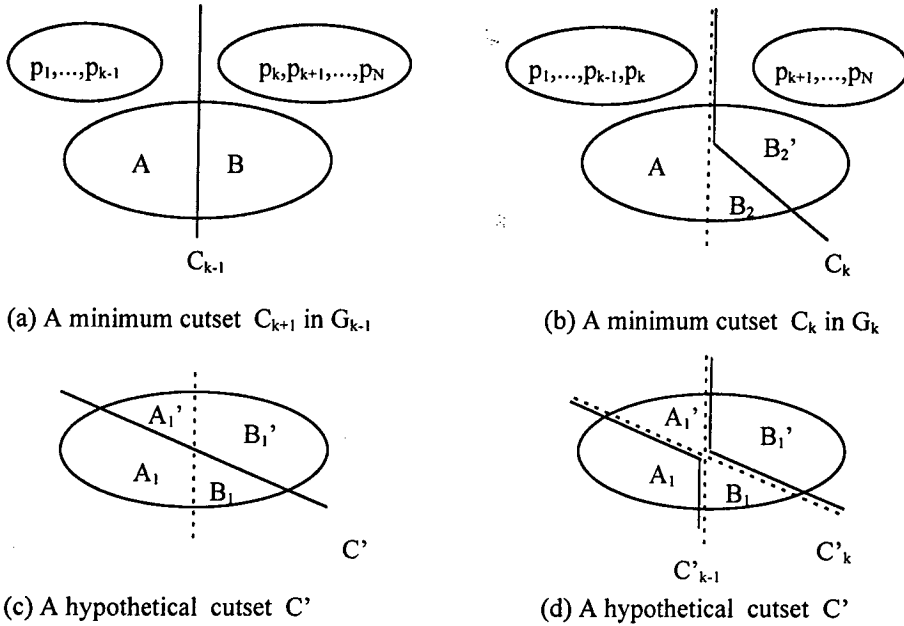 p₁,...,pₖ₋₁
pₖ,pₖ₊₁,...,p_N
A
B
Cₖ₋₁
(a) A minimum cutset Cₖ₊₁ in Gₖ₋₁
p₁,...,pₖ₋₁,pₖ
pₖ₊₁,...,p_N
A
B₂'
B₂
Cₖ
(b) A minimum cutset Cₖ in Gₖ
A₁'
B₁'
A₁
B₁
C'
(c) A hypothetical cutset C'
A₁'
B₁'
A₁
B₁
C'ₖ
C'ₖ₋₁
(d) A hypothetical cutset C'